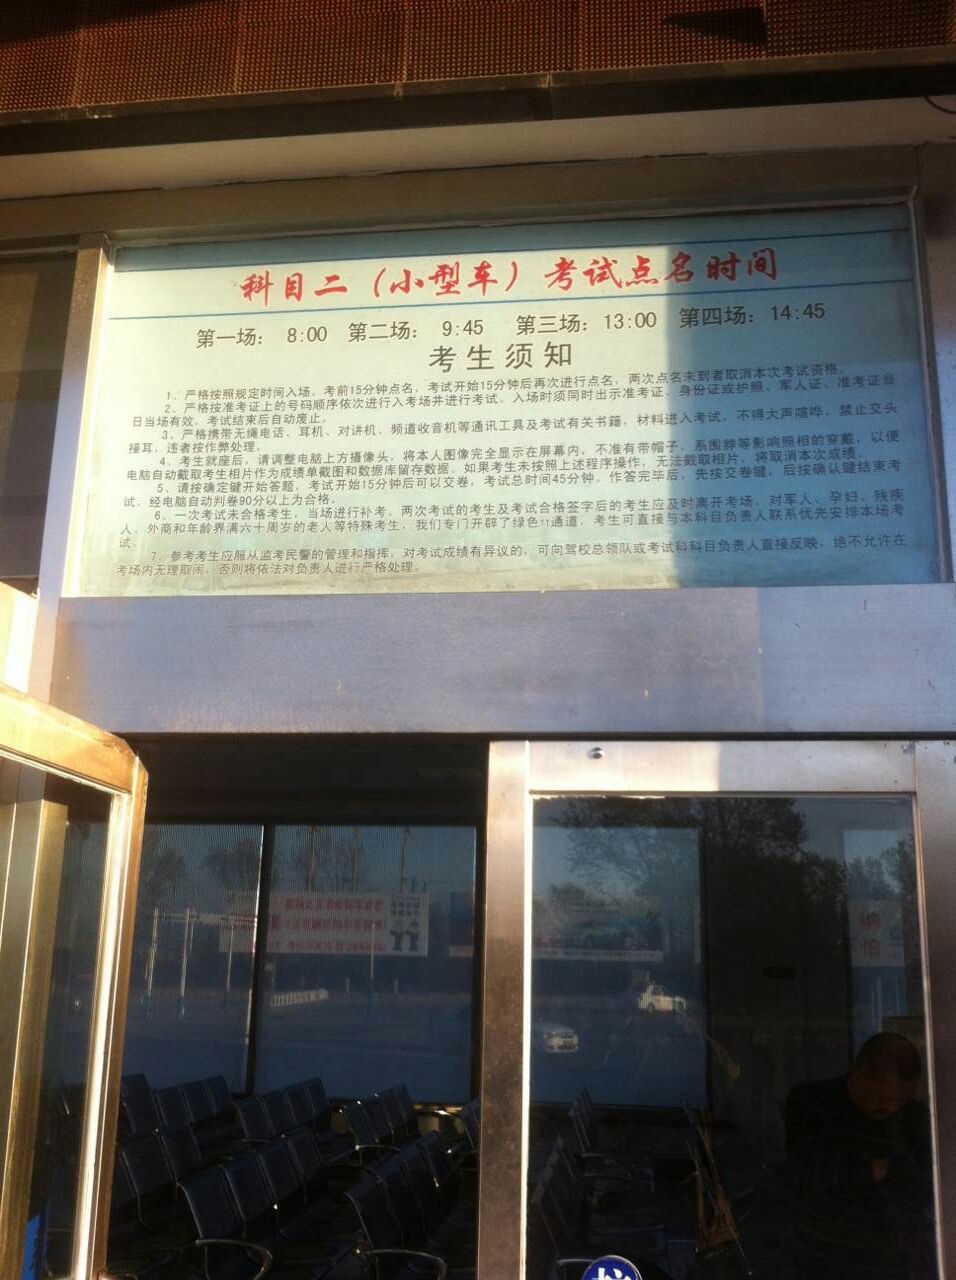 科目二（小型车）考试点名时间
第一场： 8:00 第二场： 9:45 第三场：13:00 第四场：14:45
考生须知
1、严格按照规定时间入场。考前15分钟点名，考试开始15分钟后再次进行点名，两次点名未到者取消本次考试资格。
2、严格按准考证上的号码顺序依次进行入考场并进行考试。入场时须同时出示准考证、身份证或护照、军人证、准考证当
日当场有效，考试结束后自动废止。
3、严格携带无绳电话、耳机、对讲机、频道收音机等通讯工具及考试有关书籍，材料进入考试，不得大声喧哗，禁止交头
接耳，违者按作弊处理。
4、考生就座后，请调整电脑上方摄像头，将本人图像完全显示在屏幕内，不准有带帽子，系围脖等影响照相的穿戴，以便
电脑自动截取考生相片作为成绩单截图和数据库留存数据。如果考生未按照上述程序操作，无法截取相片，将取消本次成绩。
5、请按确定键开始答题，考试开始15分钟后可以交卷，考试总时间45分钟，作答完毕后，先按交卷键，后按确认键结束考
试，经电脑自动判卷90分以上为合格。
6、一次考试未合格考生，当场进行补考，两次考试的考生及考试合格签字后的考生应及时离开考场，对军人、孕妇、残疾
人、外商和年龄界满六十周岁的老人等特殊考生，我们专门开辟了绿色11通道，考生可直接与本科目负责人联系优先安排本场考
试。
7、参考考生应服从监考民警的管理和指挥，对考试成绩有异议的，可向驾校总领队或考试科科目负责人直接反映，绝不允许在
考场内无理取闹，否则将依法对负责人进行严格处理。